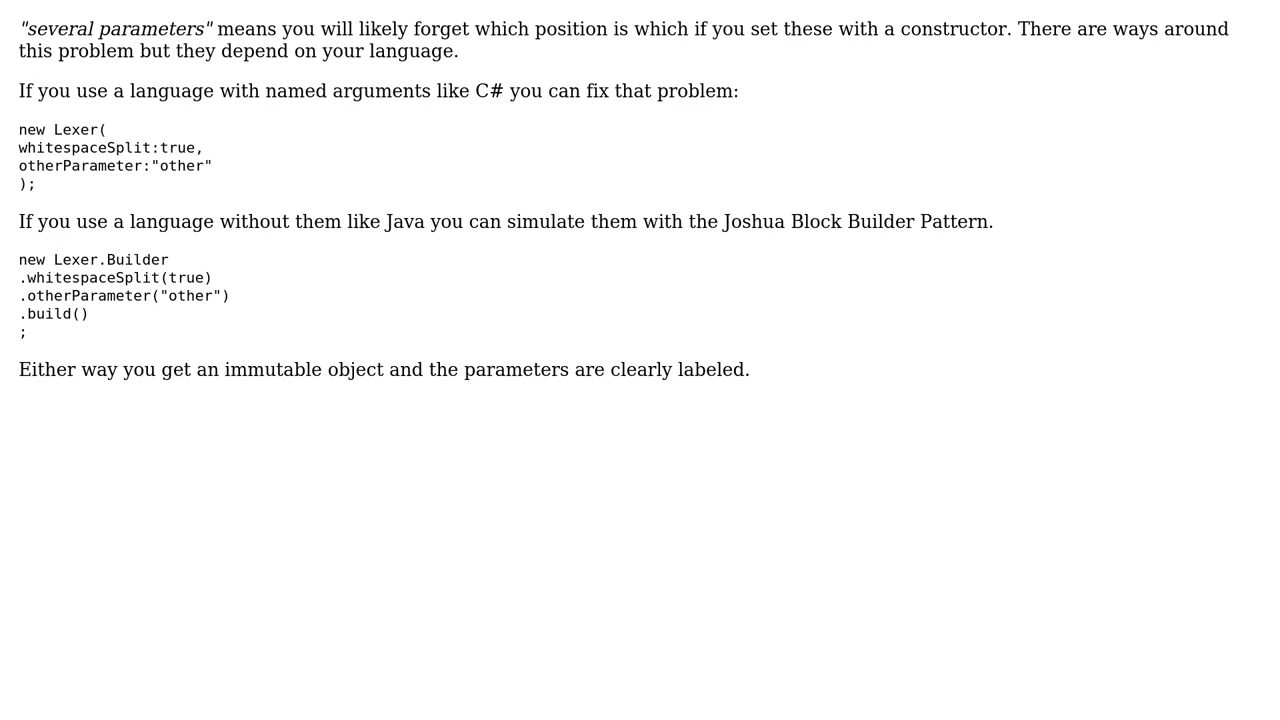 "several parameters" means you will likely forget which position is which if you set these with a constructor. There are ways around
this problem but they depend on your language.
If you use a language with named arguments like C# you can fix that problem:
new Lexer(
whitespaceSplit:true,
otherParameter:"other"
);
If you use a language without them like Java you can simulate them with the Joshua Block Builder Pattern.
new Lexer.Builder
.whitespaceSplit(true)
.otherParameter("other")
.build()
;
Either way you get an immutable object and the parameters are clearly labeled.